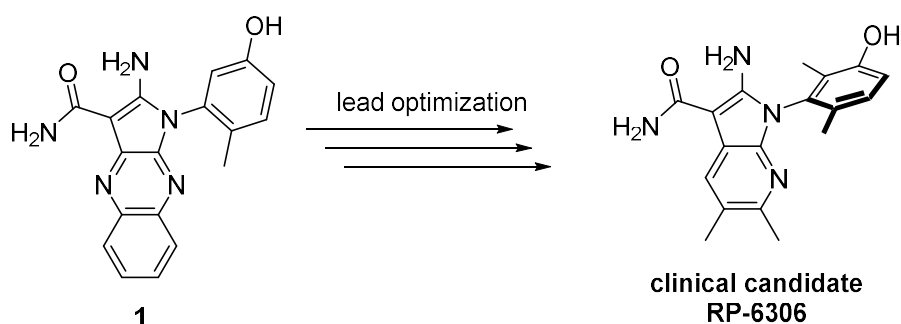 OH
H₂N
O
H₂N
N
N
N
1
lead optimization
OH
H₂N
O
H₂N
N
N
clinical candidate
RP-6306